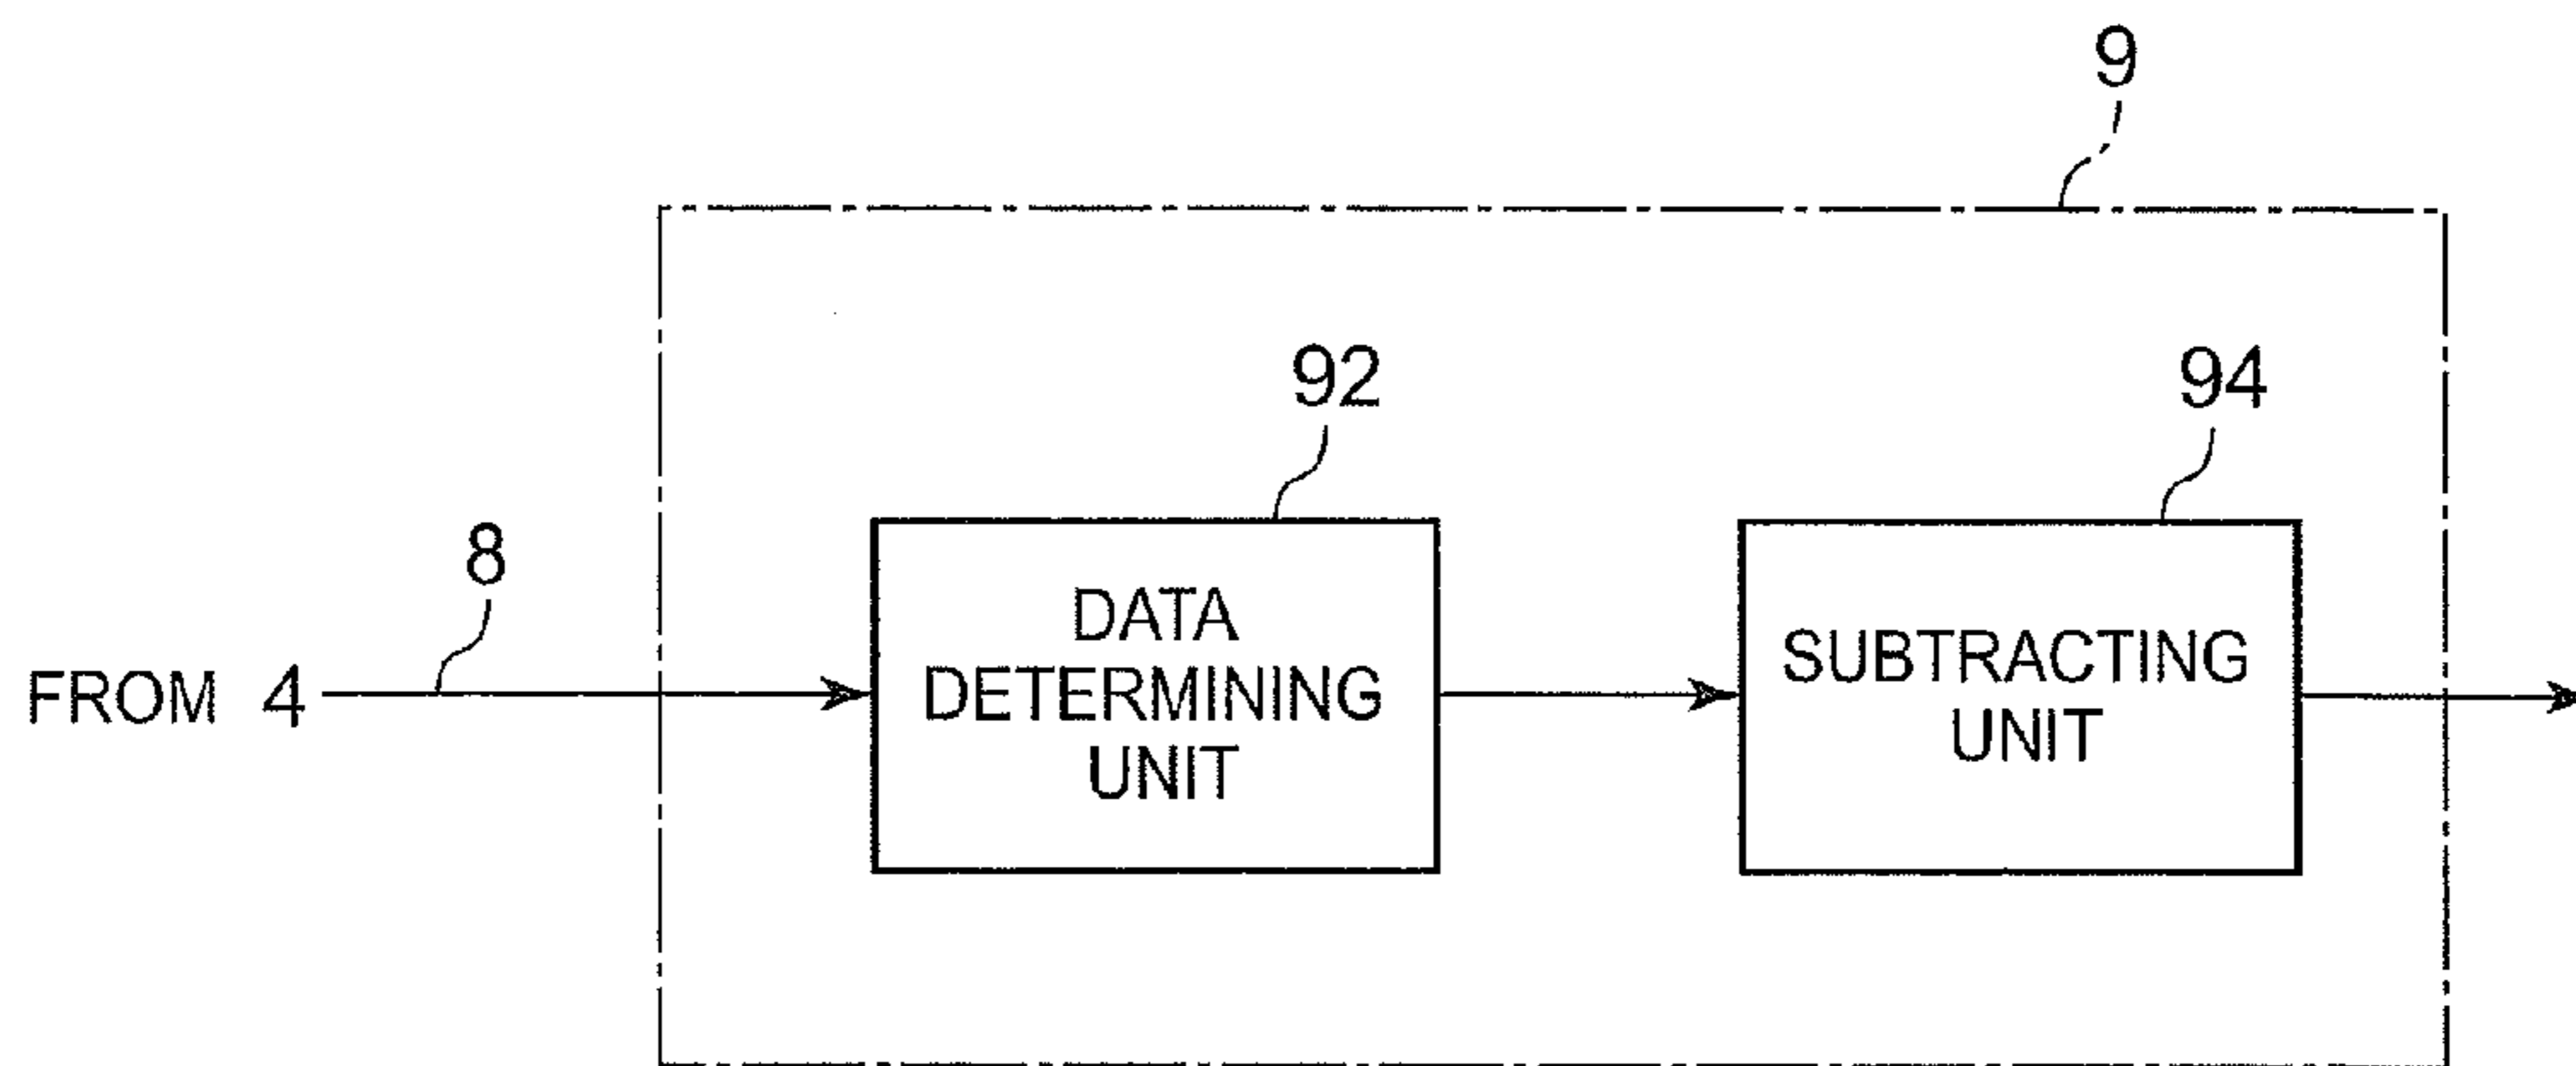 9
92
94
8
FROM 4
DATA
DETERMINING
UNIT
SUBTRACTING
UNIT